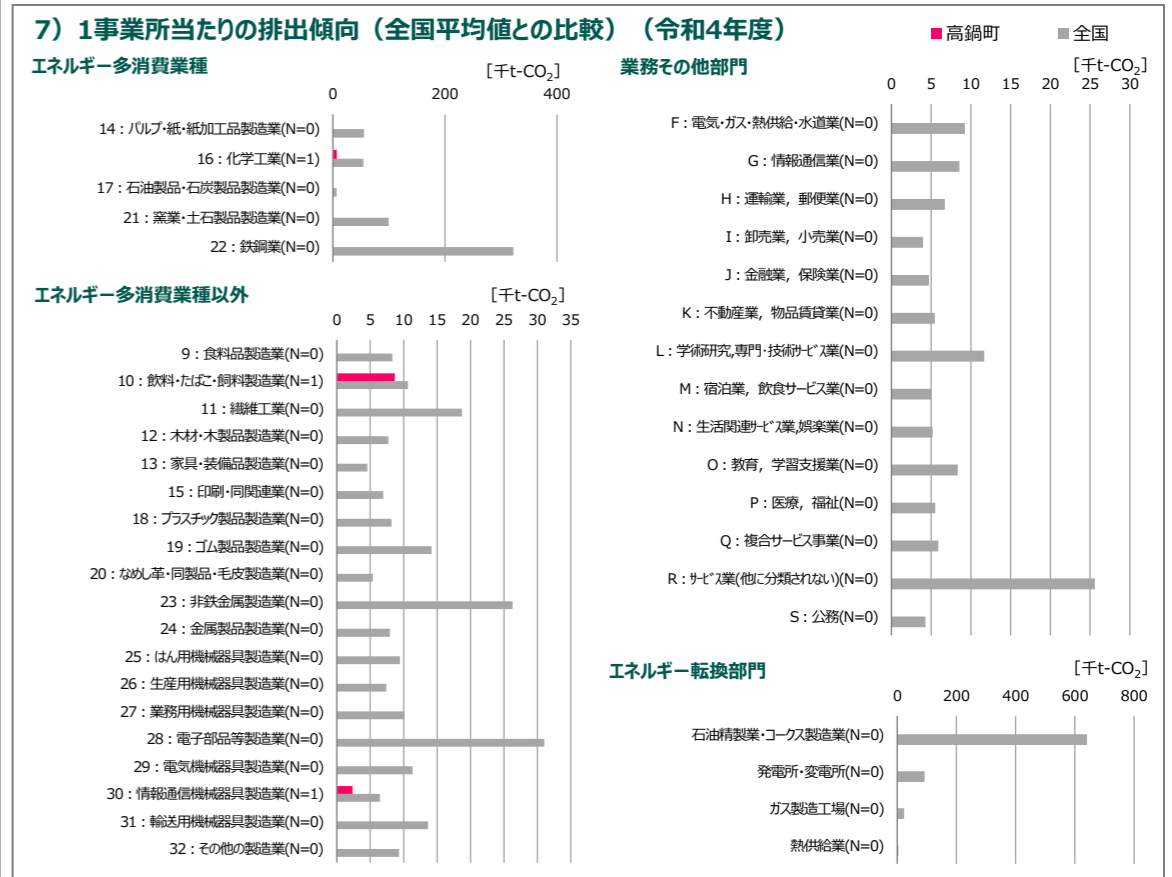 7）1事業所当たりの排出傾向（全国平均値との比較）（令和4年度）
■高鍋町 ■全国
エネルギー多消費業種
[千t-CO₂]
0 200 400
14：パルプ・紙・紙加工品製造業(N=0)
16：化学工業(N=1)
17：石油製品・石炭製品製造業(N=0)
21：窯業・土石製品製造業(N=0)
22：鉄鋼業(N=0)
エネルギー多消費業種以外
[千t-CO₂]
0 5 10 15 20 25 30 35
9：食料品製造業(N=0)
10：飲料・たばこ・飼料製造業(N=1)
11：繊維工業(N=0)
12：木材・木製品製造業(N=0)
13：家具・装備品製造業(N=0)
15：印刷・同関連業(N=0)
18：プラスチック製品製造業(N=0)
19：ゴム製品製造業(N=0)
20：なめし革・同製品・毛皮製造業(N=0)
23：非鉄金属製造業(N=0)
24：金属製品製造業(N=0)
25：はん用機械器具製造業(N=0)
26：生産用機械器具製造業(N=0)
27：業務用機械器具製造業(N=0)
28：電子部品等製造業(N=0)
29：電気機械器具製造業(N=0)
30：情報通信機械器具製造業(N=1)
31：輸送用機械器具製造業(N=0)
32：その他の製造業(N=0)
業務その他部門
[千t-CO₂]
0 5 10 15 20 25 30
F：電気・ガス・熱供給・水道業(N=0)
G：情報通信業(N=0)
H：運輸業，郵便業(N=0)
I：卸売業，小売業(N=0)
J：金融業，保険業(N=0)
K：不動産業，物品賃貸業(N=0)
L：学術研究,専門・技術サービス業(N=0)
M：宿泊業，飲食サービス業(N=0)
N：生活関連サービス業,娯楽業(N=0)
O：教育，学習支援業(N=0)
P：医療，福祉(N=0)
Q：複合サービス事業(N=0)
R：サービス業(他に分類されない)(N=0)
S：公務(N=0)
エネルギー転換部門
[千t-CO₂]
0 200 400 600 800
石油精製業・コークス製造業(N=0)
発電所・変電所(N=0)
ガス製造工場(N=0)
熱供給業(N=0)